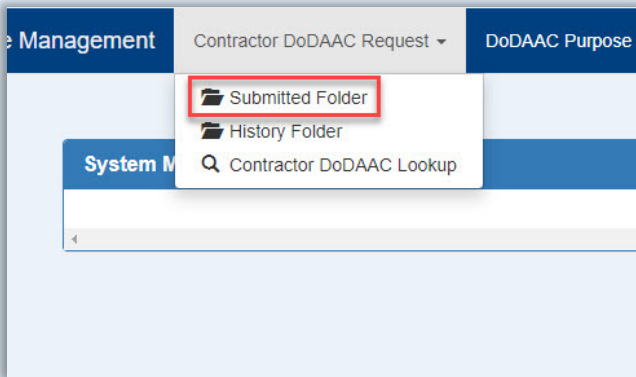 Management Contractor DoDAAC Request DoDAAC Purpose
Submitted Folder
History Folder
Contractor DoDAAC Lookup
System